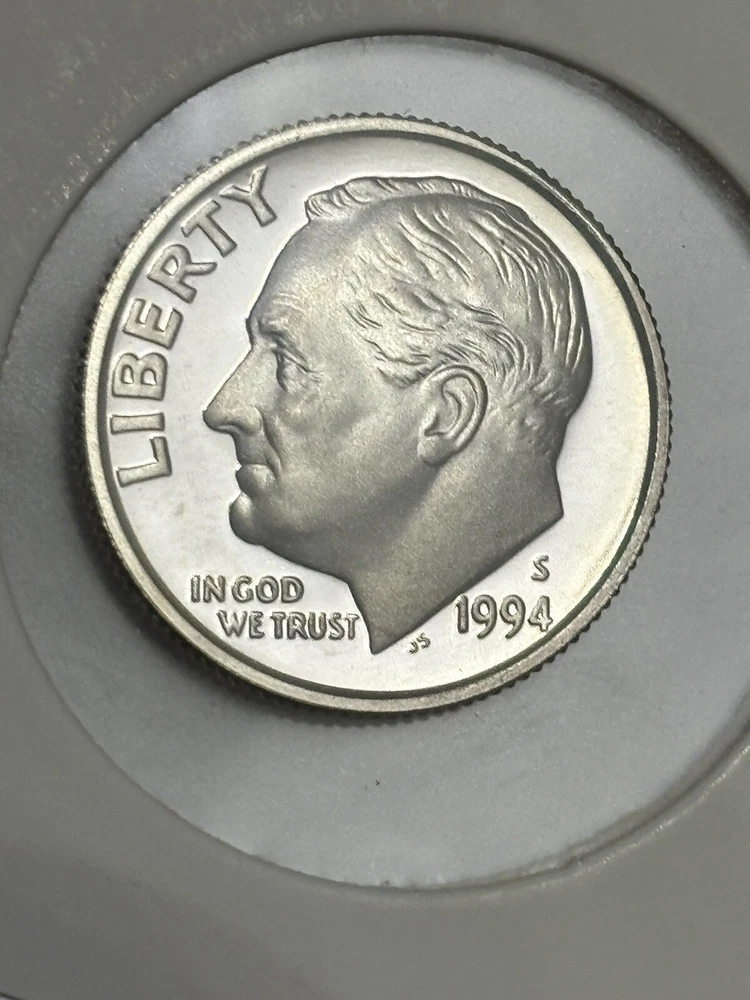 LIBERTY
IN GOD
WE TRUST
JS
S
1994